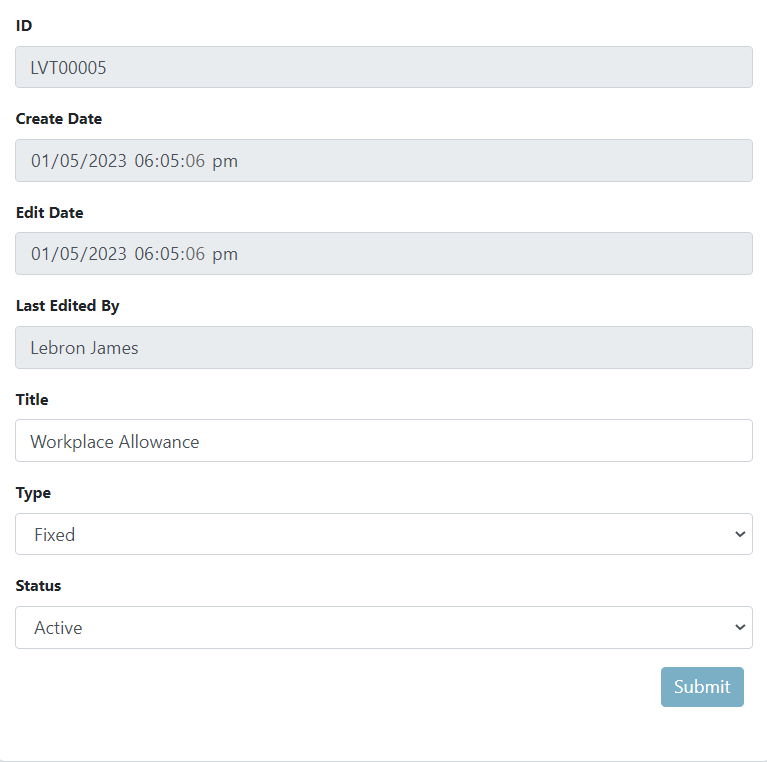 ID
LVT00005
Create Date
01/05/2023 06:05:06 pm
Edit Date
01/05/2023 06:05:06 pm
Last Edited By
Lebron James
Title
Workplace Allowance
Type
Fixed
Status
Active
Submit